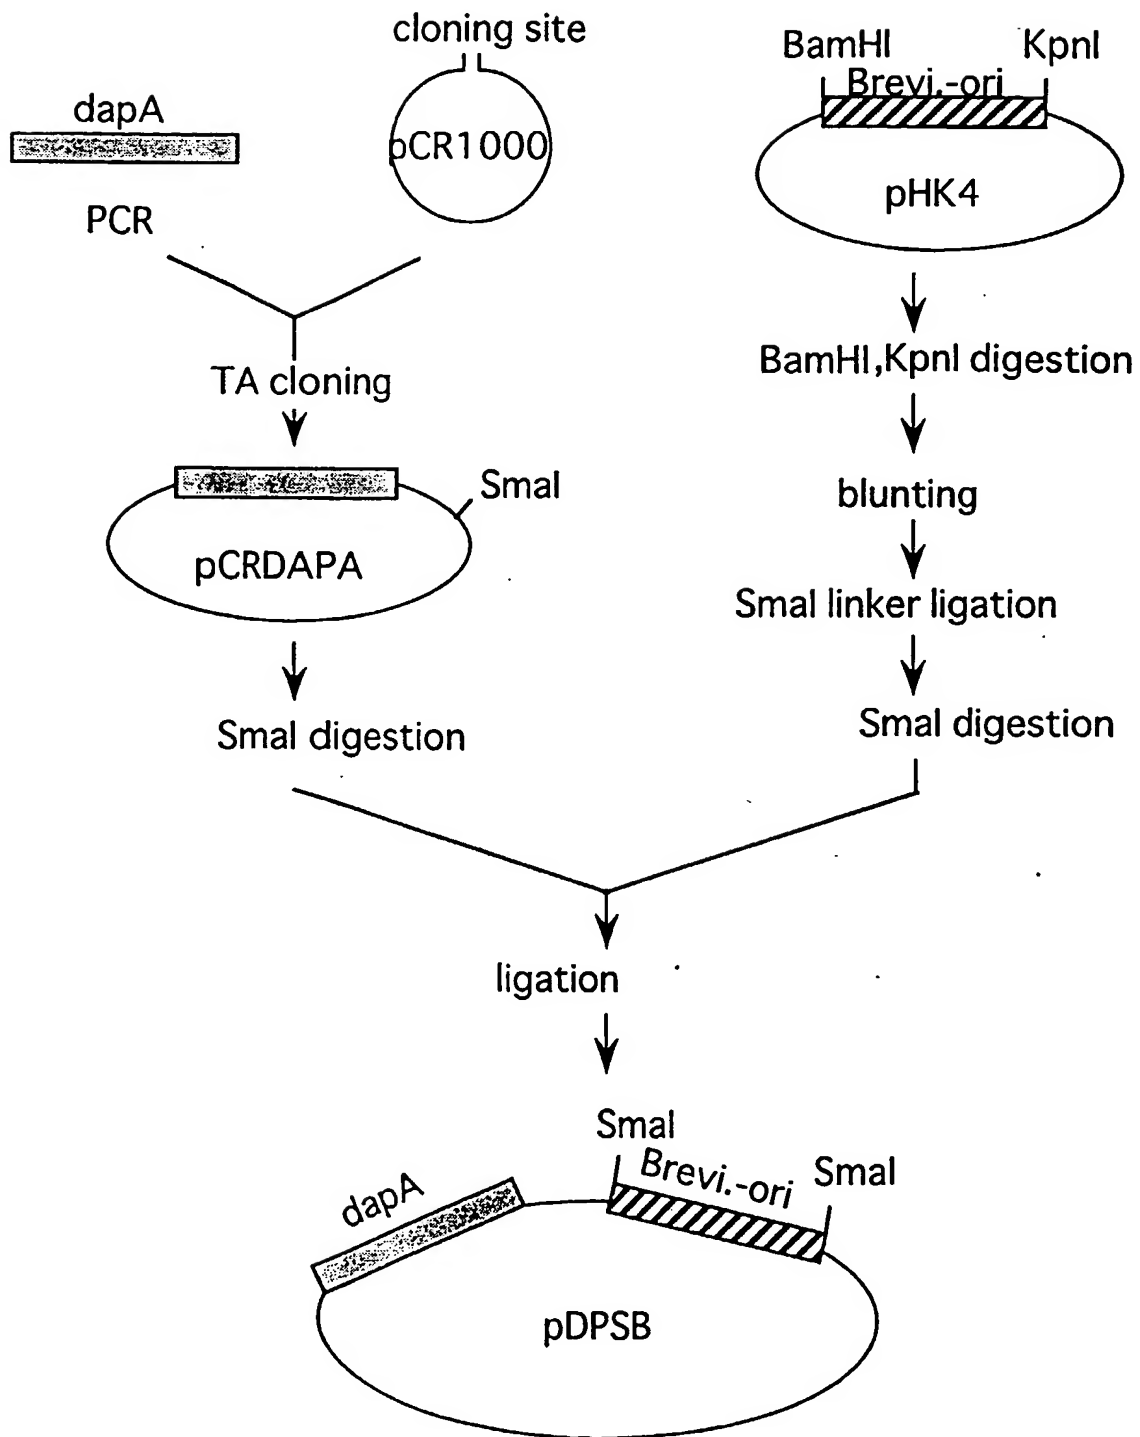 cloning site
dapA
pCR1000
PCR
TA cloning
SmaI
pCRDAPA
SmaI digestion
BamHI
KpnI
Brevi.-ori
pHK4
BamHI,KpnI digestion
blunting
SmaI linker ligation
SmaI digestion
ligation
SmaI
dapA
Brevi.-ori
SmaI
pDPSB